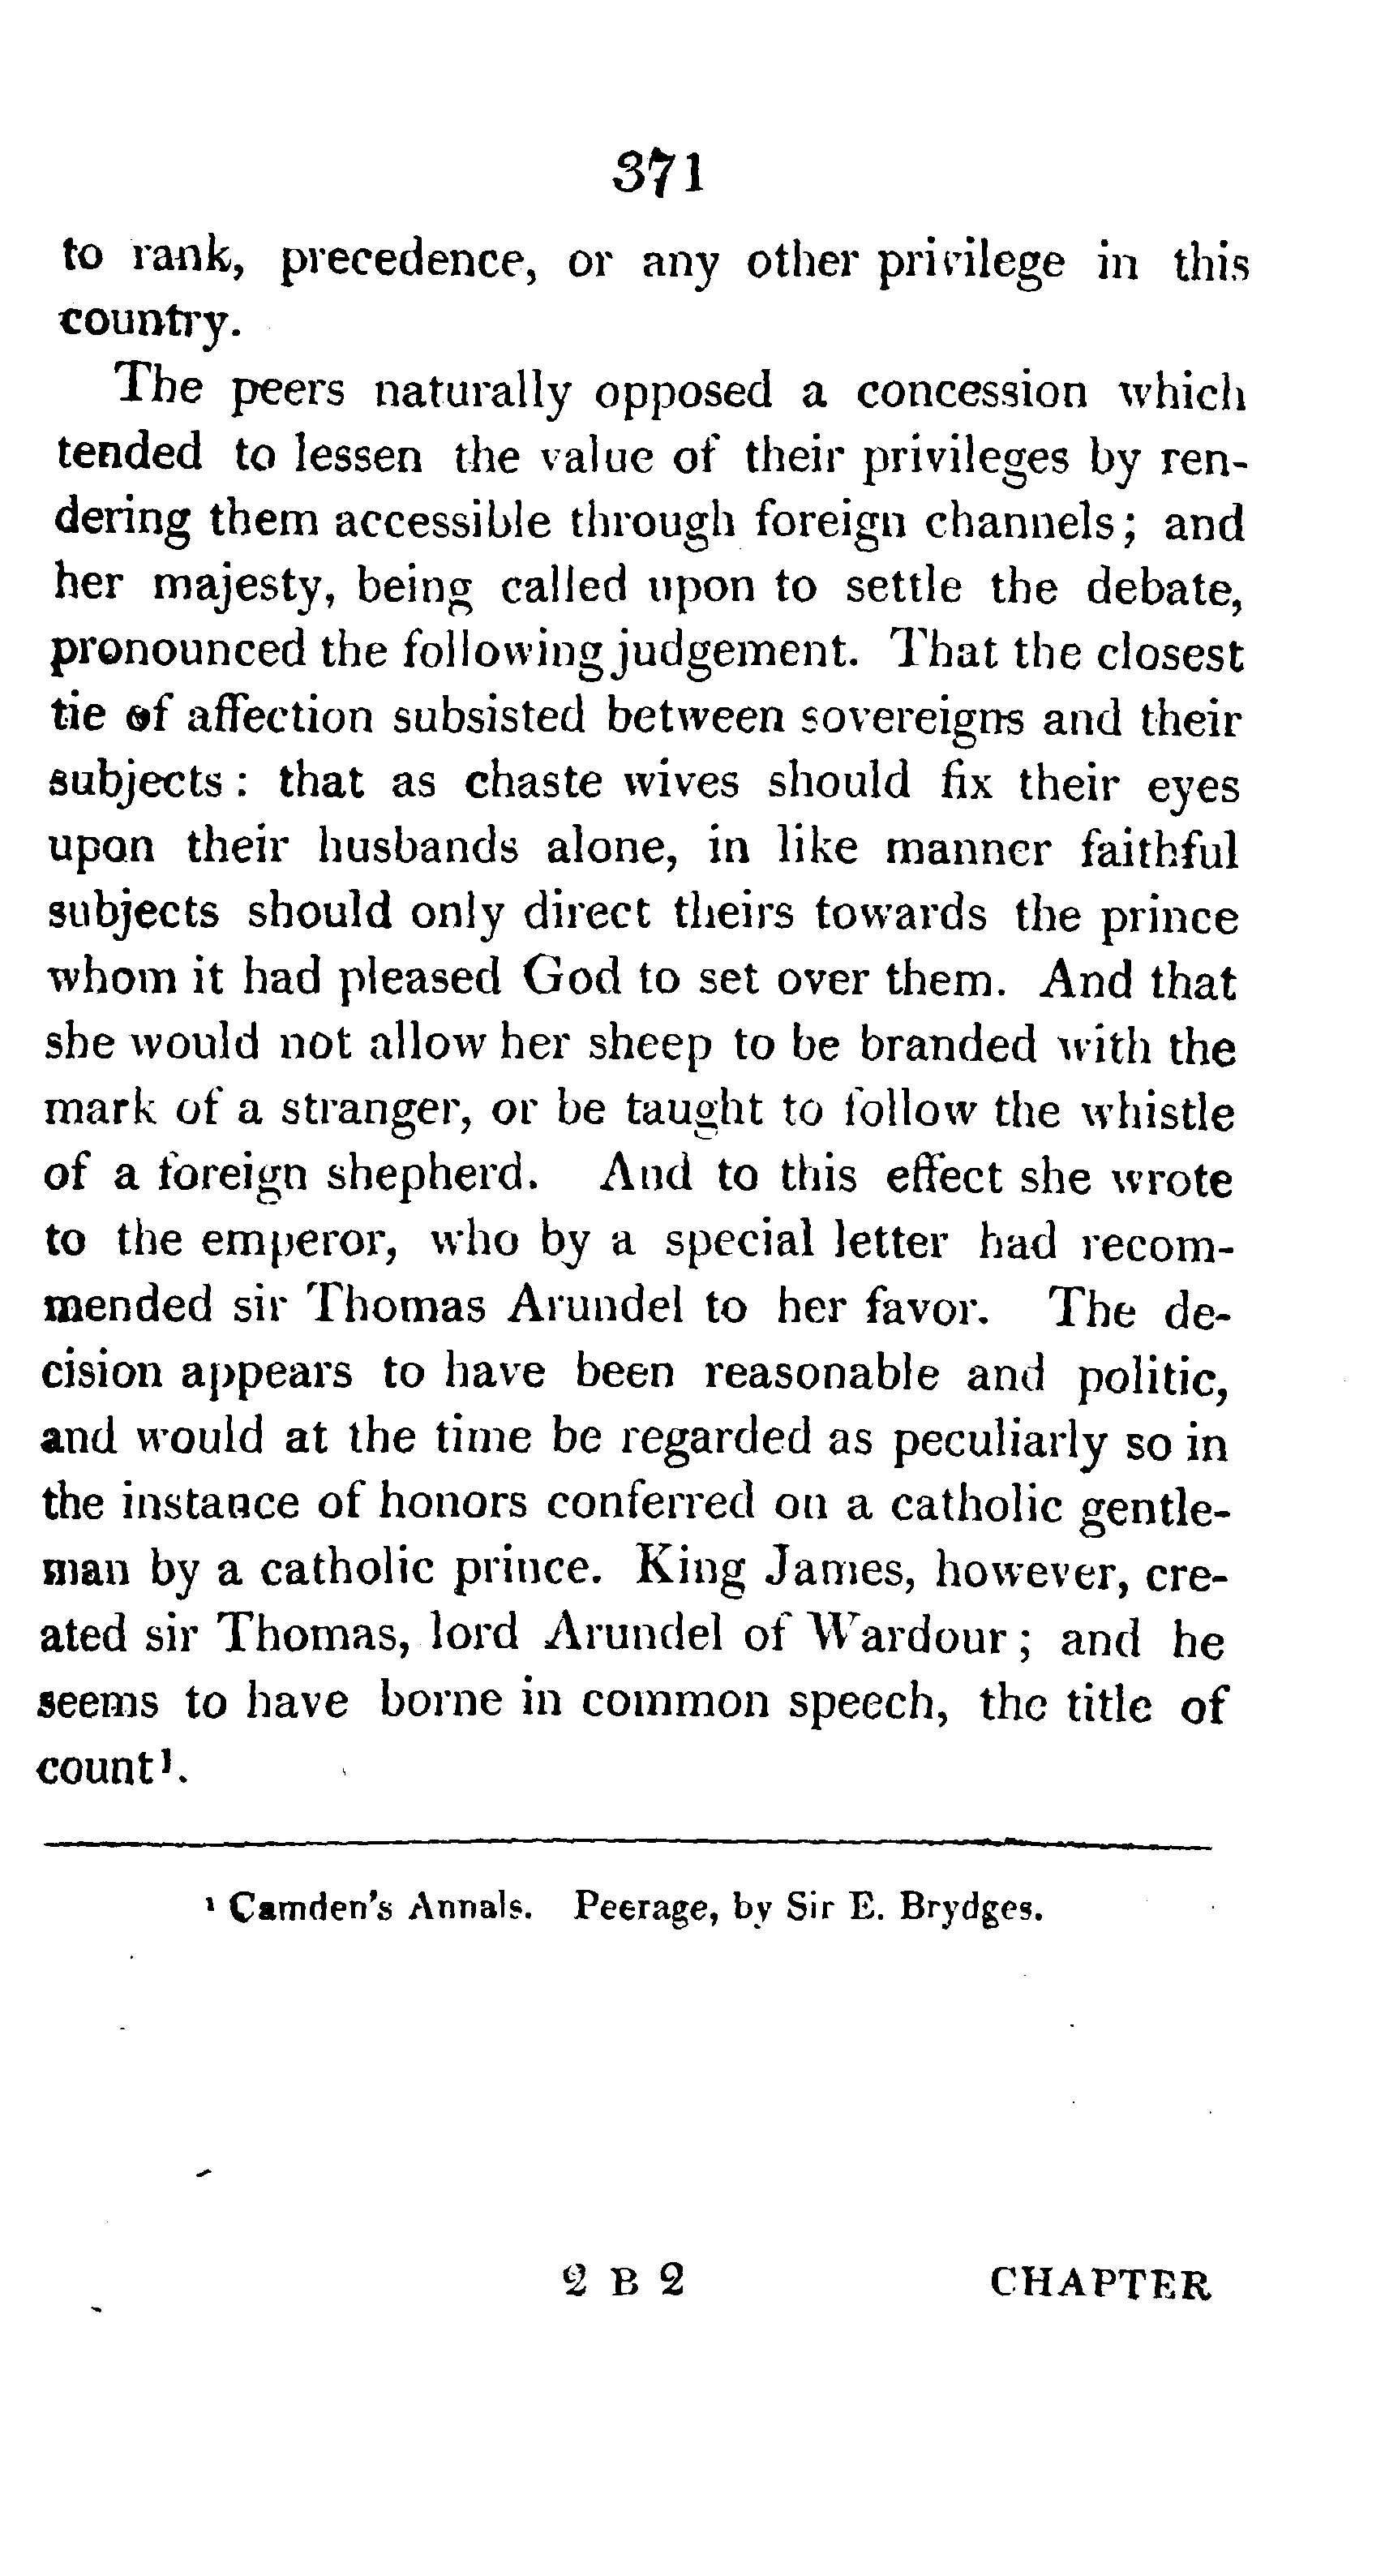 371
to rank, precedence, or any other privilege in this
country.
The peers naturally opposed a concession which
tended to lessen the value of their privileges by ren-
dering them accessible through foreign channels; and
her majesty, being called upon to settle the debate,
pronounced the following judgement. That the closest
tie of affection subsisted between sovereigns and their
subjects: that as chaste wives should fix their eyes
upon their husbands alone, in like manner faithful
subjects should only direct theirs towards the prince
whom it had pleased God to set over them. And that
she would not allow her sheep to be branded with the
mark of a stranger, or be taught to follow the whistle
of a foreign shepherd. And to this effect she wrote
to the emperor, who by a special letter had recom-
mended sir Thomas Arundel to her favor. The de-
cision appears to have been reasonable and politic,
and would at the time be regarded as peculiarly so in
the instance of honors conferred on a catholic gentle-
man by a catholic prince. King James, however, cre-
ated sir Thomas, lord Arundel of Wardour; and he
seems to have borne in common speech, the title of
count¹.
¹ Camden's Annals. Peerage, by Sir E. Brydges.
2 B 2 CHAPTER